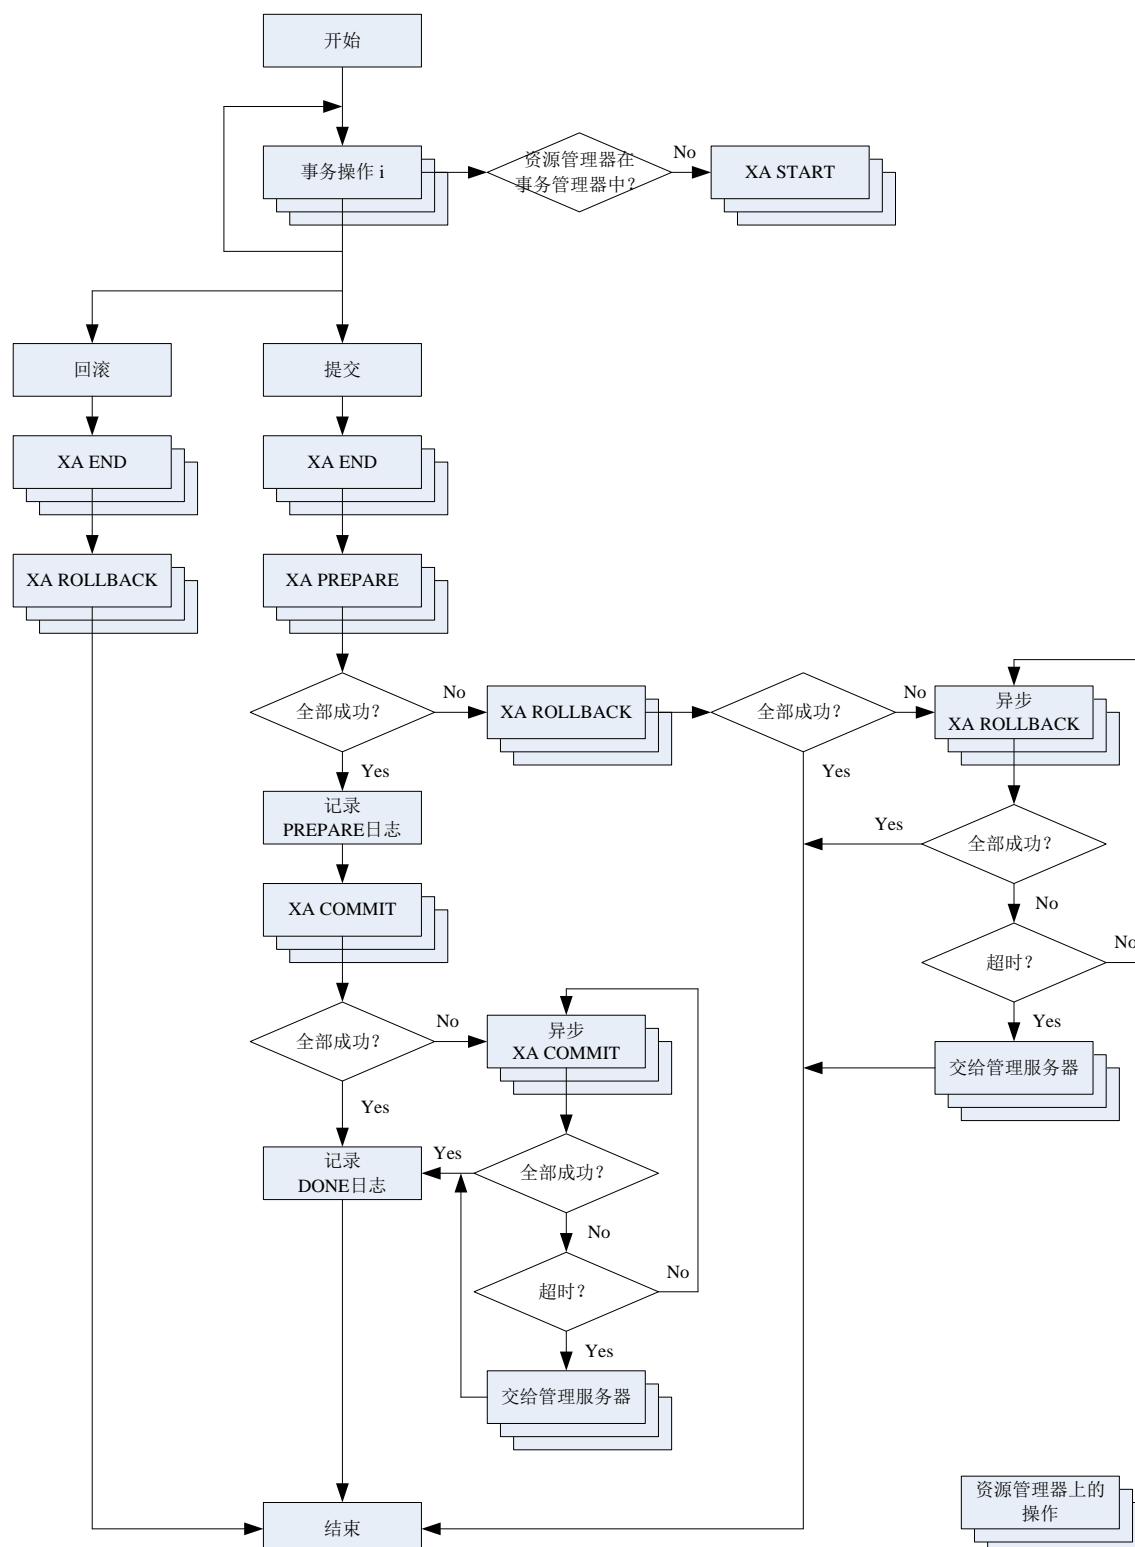 开始
事务操作 i
资源管理器在
事务管理器中?
No
XA START
回滚
提交
XA END
XA END
XA ROLLBACK
XA PREPARE
全部成功?
No
XA ROLLBACK
全部成功?
No
异步
XA ROLLBACK
Yes
Yes
记录
PREPARE日志
Yes
全部成功?
XA COMMIT
No
超时?
No
全部成功?
No
异步
XA COMMIT
Yes
交给管理服务器
Yes
记录
DONE日志
Yes
全部成功?
No
超时?
No
Yes
交给管理服务器
资源管理器上的
操作
结束